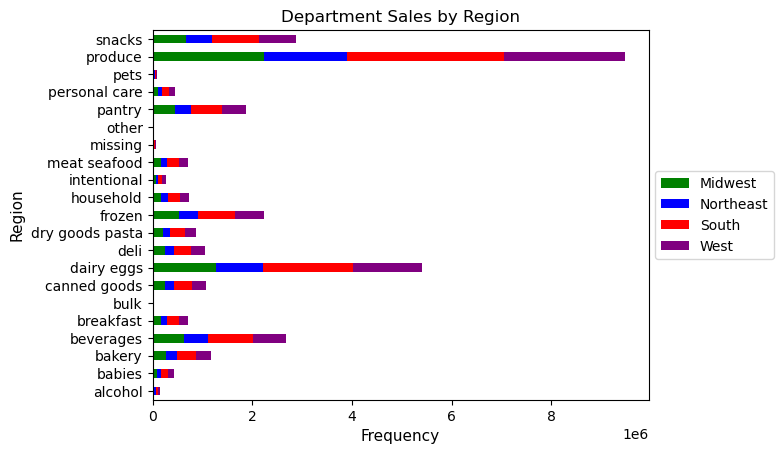 Department Sales by Region
snacks
produce
pets
personal care
pantry
other
missing
meat seafood
intentional
household
frozen
dry goods pasta
deli
dairy eggs
canned goods
bulk
breakfast
beverages
bakery
babies
alcohol
Region
0 2 4 6 8
1e6
Frequency
Midwest
Northeast
South
West